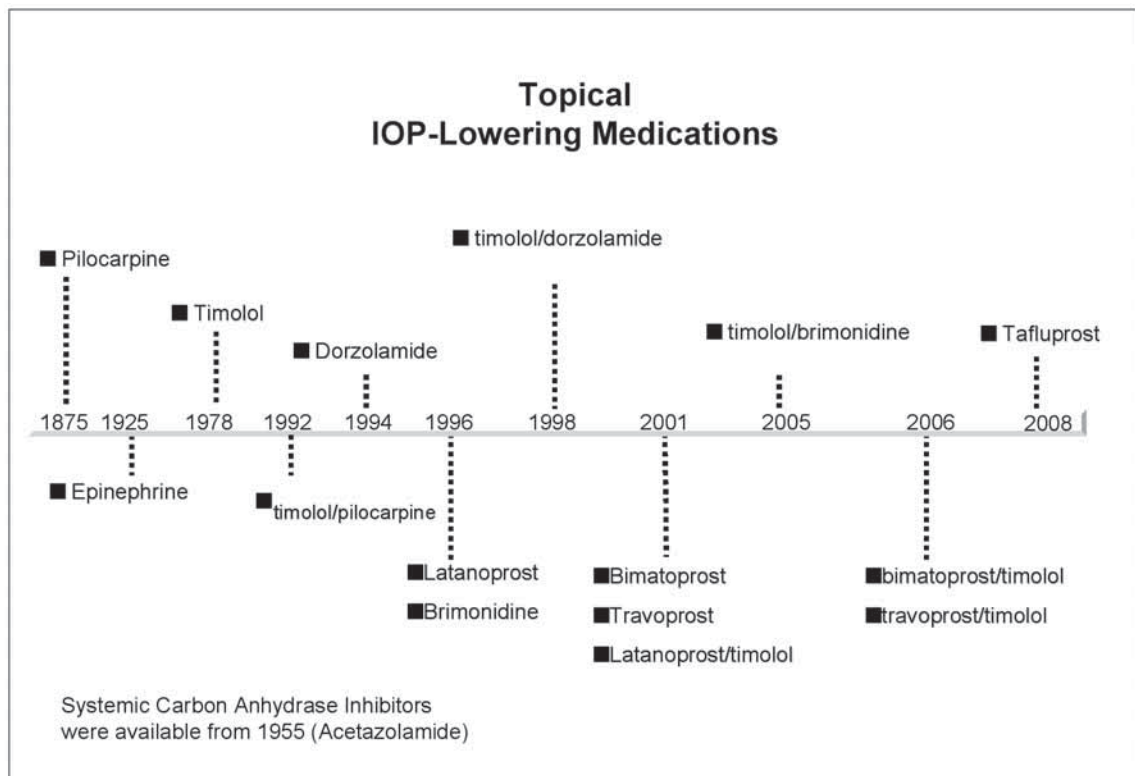 Topical
IOP-Lowering Medications
■ timolol/dorzolamide
■ Pilocarpine
■ Timolol
■ timolol/brimonidine
■ Tafluprost
■ Dorzolamide
1875 1925 1978 1992 1994 1996 1998 2001 2005 2006 2008
■ Epinephrine
■ timolol/pilocarpine
■Latanoprost
■Brimonidine
■Bimatoprost
■Travoprost
■Latanoprost/timolol
■bimatoprost/timolol
■travoprost/timolol
Systemic Carbon Anhydrase Inhibitors
were available from 1955 (Acetazolamide)